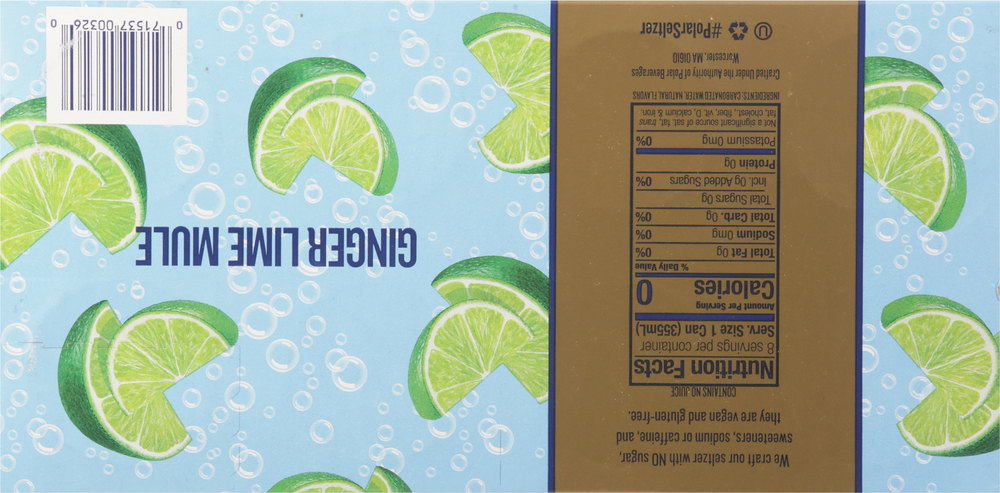 We craft our seltzer with NO sugar,
sweeteners, sodium or caffeine, and
they are vegan and gluten-free.
CONTAINS NO JUICE
Nutrition Facts
8 servings per container
Serv. Size 1 Can (355mL)
Amount Per Serving
Calories 0
% Daily Value
Total Fat 0g 0%
Sodium 0mg 0%
Total Carb. 0g 0%
Total Sugars 0g
Incl. 0g Added Sugars 0%
Protein 0g
Potassium 0mg 0%
Not a significant source of sat. fat, trans
fat, cholest., fiber, vit. D, calcium & iron.
INGREDIENTS: CARBONATED WATER, NATURAL FLAVORS
Crafted Under the Authority of Polar Beverages
Worcester, MA 01610
U
#PolarSeltzer
GINGER LIME MULE
0 71537 00326 0